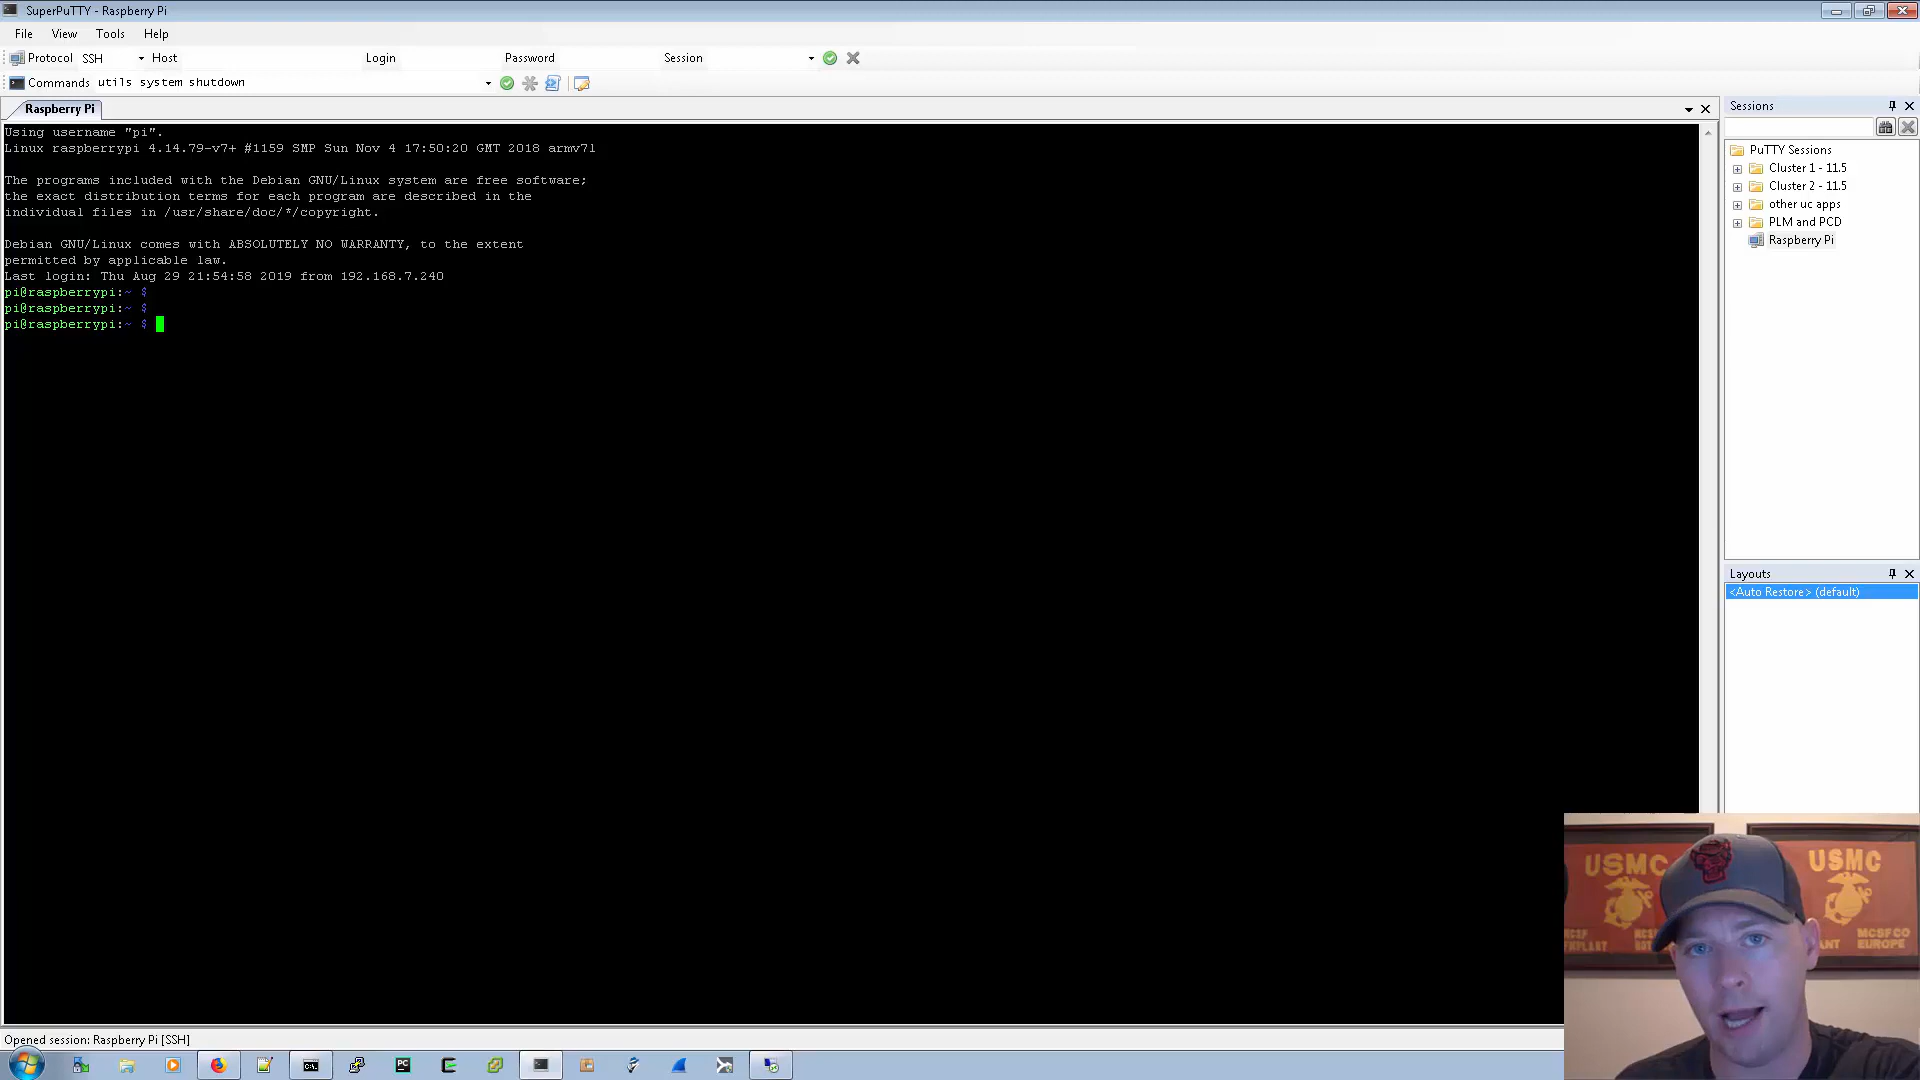 SuperPuTTY - Raspberry Pi
File View Tools Help
Protocol SSH Host Login Password Session
Commands utils system shutdown
Raspberry Pi
Using username "pi".
Linux raspberrypi 4.14.79-v7+ #1159 SMP Sun Nov 4 17:50:20 GMT 2018 armv7l
The programs included with the Debian GNU/Linux system are free software;
the exact distribution terms for each program are described in the
individual files in /usr/share/doc/*/copyright.
Debian GNU/Linux comes with ABSOLUTELY NO WARRANTY, to the extent
permitted by applicable law.
Last login: Thu Aug 29 21:54:58 2019 from 192.168.7.240
pi@raspberrypi:~ $
pi@raspberrypi:~ $
pi@raspberrypi:~ $
Sessions
PuTTY Sessions
Cluster 1 - 11.5
Cluster 2 - 11.5
other uc apps
PLM and PCD
Raspberry Pi
Layouts
<Auto Restore> (default)
USMC
MCSF
USMC
MCSFCO
EUROPE
Opened session: Raspberry Pi [SSH]
C:\.
PC